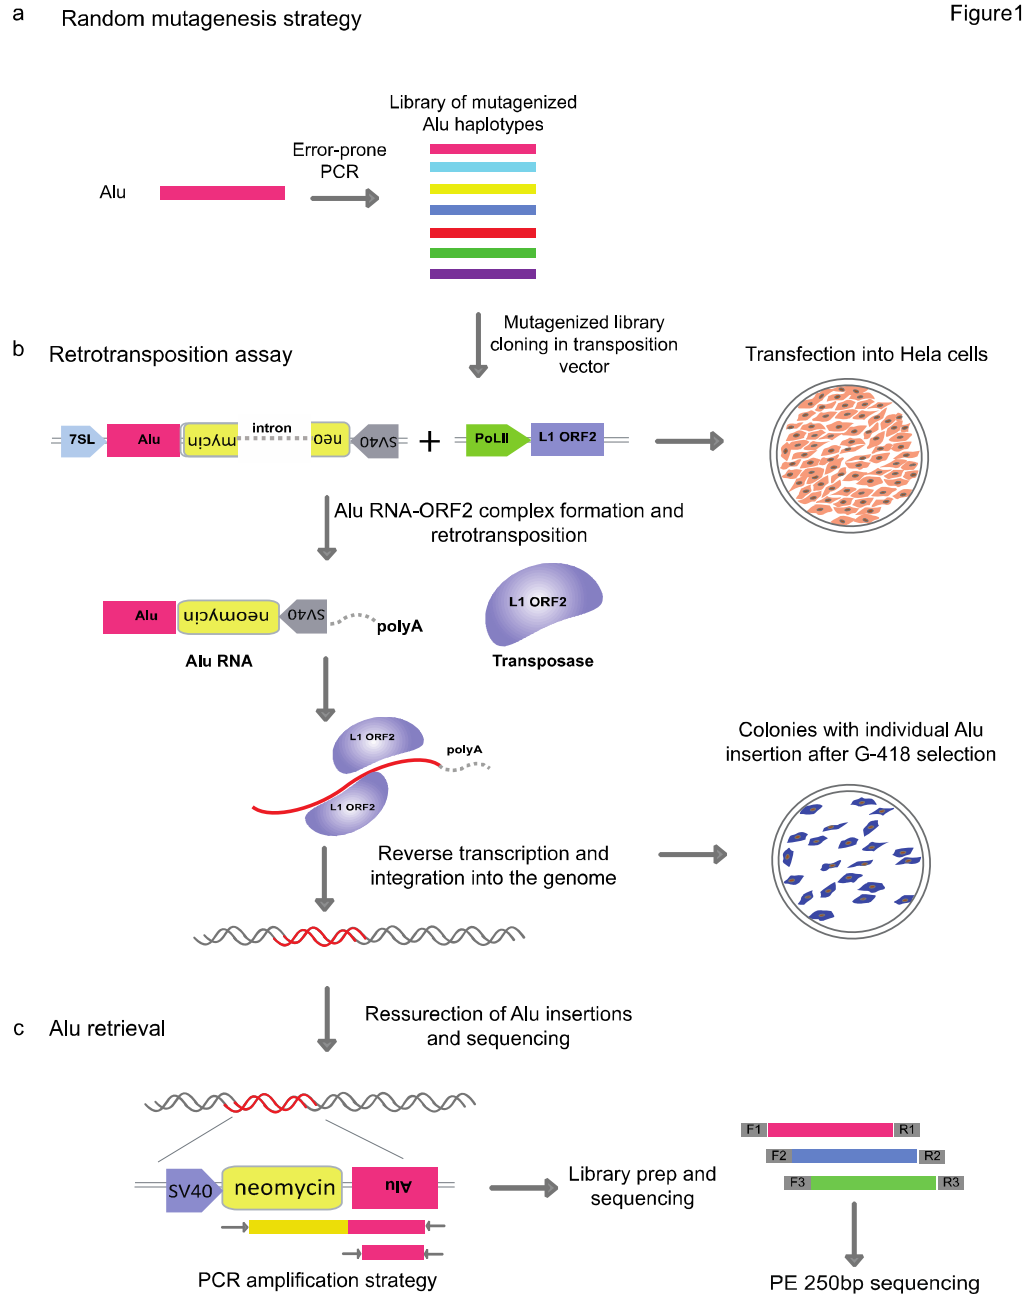 a Random mutagenesis strategy
Figure1
Library of mutagenized
Alu haplotypes
Error-prone
PCR
Alu
Mutagenized library
cloning in transposition
vector
b Retrotransposition assay
Transfection into Hela cells
7SL Alu mycin intron neo SV40 + PoLII L1 ORF2
Alu RNA-ORF2 complex formation and
retrotransposition
Alu neomycin SV40 polyA
L1 ORF2
Alu RNA
Transposase
L1 ORF2
polyA
L1 ORF2
Colonies with individual Alu
insertion after G-418 selection
Reverse transcription and
integration into the genome
Ressurection of Alu insertions
and sequencing
c Alu retrieval
SV40 neomycin Alu
PCR amplification strategy
Library prep and
sequencing
F1 R1
F2 R2
F3 R3
PE 250bp sequencing